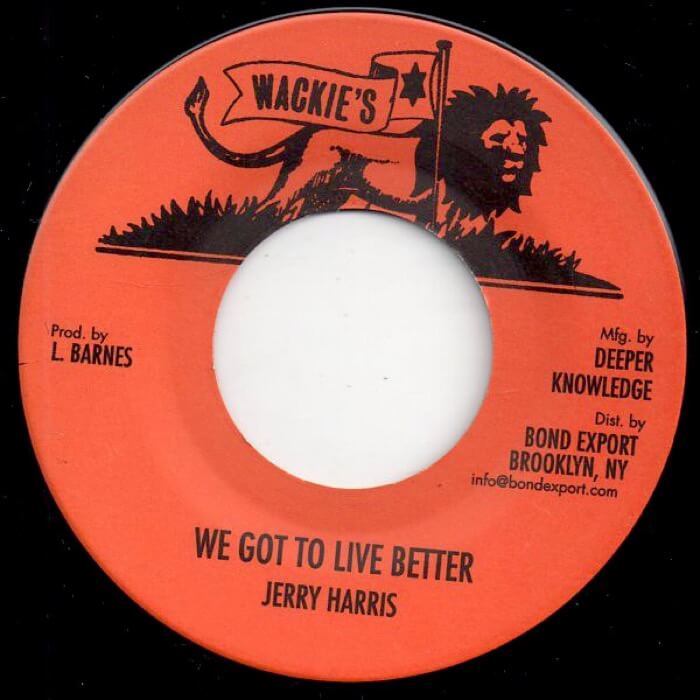 WACKIE'S
Prod. by
L. BARNES
Mfg. by
DEEPER
KNOWLEDGE
Dist. by
BOND EXPORT
BROOKLYN, NY
info@bondexport.com
WE GOT TO LIVE BETTER
JERRY HARRIS